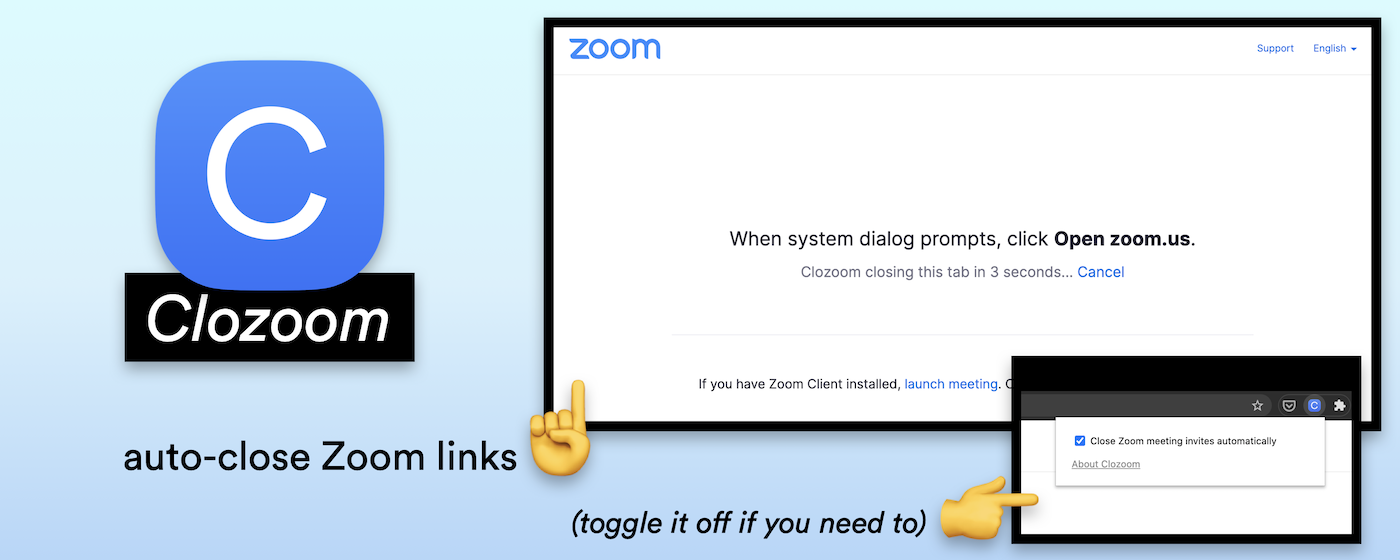 C
Clozoom
auto-close Zoom links
zoom
Support English
When system dialog prompts, click Open zoom.us.
Clozoom closing this tab in 3 seconds... Cancel
If you have Zoom Client installed, launch meeting.
C
Close Zoom meeting invites automatically
About Clozoom
(toggle it off if you need to)